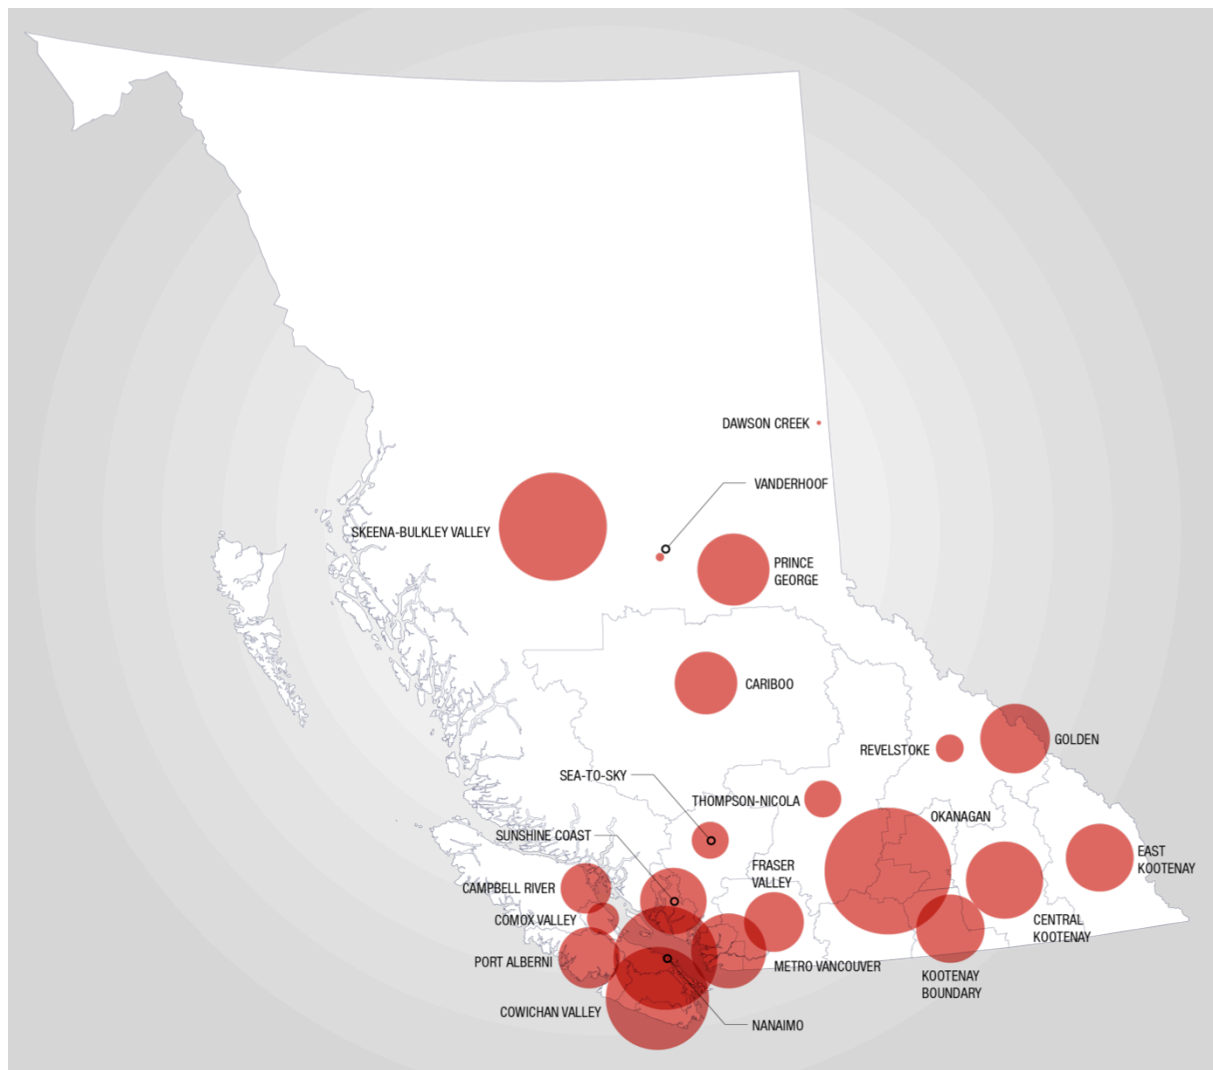 DAWSON CREEK
VANDERHOOF
SKEENA-BULKLEY VALLEY
PRINCE
GEORGE
CARIBOO
GOLDEN
REVELSTOKE
SEA-TO-SKY
THOMPSON-NICOLA
OKANAGAN
SUNSHINE COAST
EAST
KOOTENAY
FRASER
VALLEY
CAMPBELL RIVER
COMOX VALLEY
CENTRAL
KOOTENAY
PORT ALBERNI
METRO VANCOUVER
KOOTENAY
BOUNDARY
COWICHAN VALLEY
NANAIMO